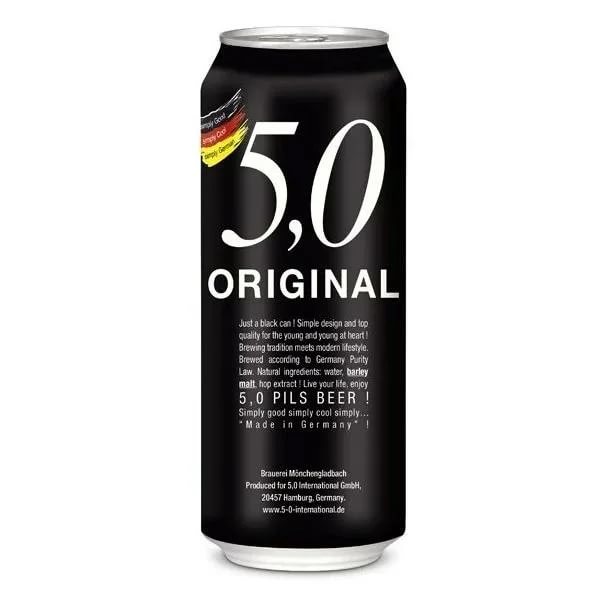 Simply Good
Simply Cool
Simply German
5,0
ORIGINAL
Just a black can ! Simple design and top
quality for the young and young at heart !
Brewing tradition meets modern lifestyle.
Brewed according to Germany Purity
Law. Natural ingredients: water, barley
malt, hop extract ! Live your life, enjoy
5,0 PILS BEER !
Simply good simply cool simply...
"Made in Germany" !
Brauerei Mönchengladbach
Produced for 5,0 International GmbH,
20457 Hamburg, Germany.
www.5-0-international.de